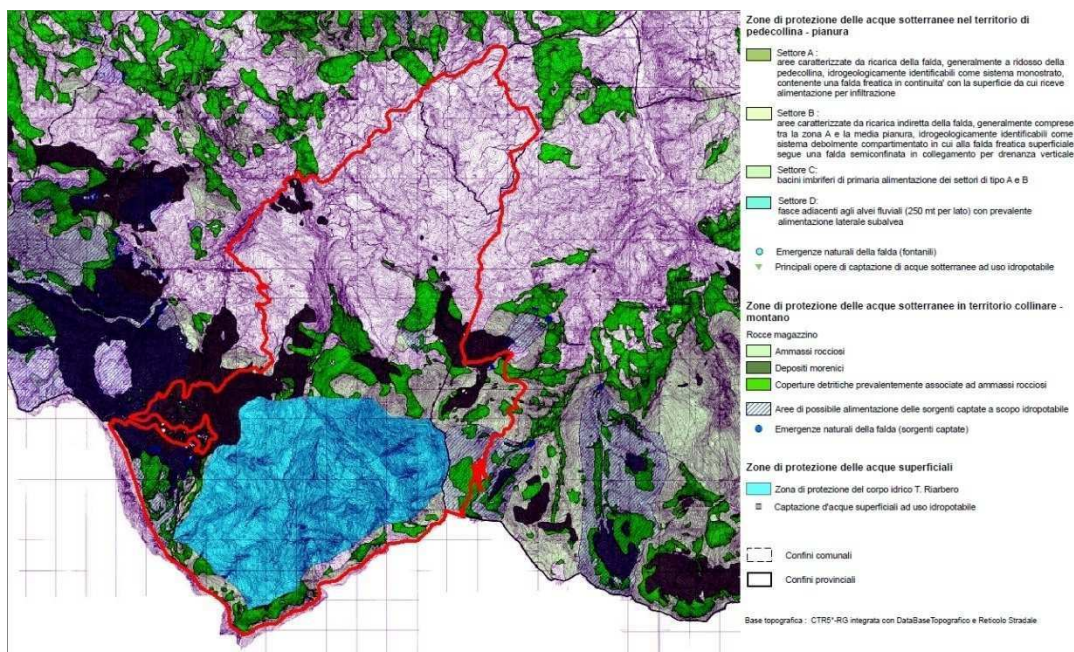 Zone di protezione delle acque sotterranee nel territorio di
pedecollina - pianura
Settore A :
aree caratterizzate da ricarica della falda, generalmente a ridosso della
pedecollina, idrogeologicamente identificabili come sistema monostrato,
contenente una falda freatica in continuita' con la superficie da cui riceve
alimentazione per infiltrazione
Settore B :
aree caratterizzate da ricarica indiretta della falda, generalmente comprese
tra la zona A e la media pianura, idrogeologicamente identificabili come
sistema debolmente compartimentato in cui alla falda freatica superficiale
segue una falda semiconfinata in collegamento per drenanza verticale
Settore C:
bacini imbriferi di primaria alimentazione dei settori di tipo A e B
Settore D:
fasce adiacenti agli alvei fluviali (250 mt per lato) con prevalente
alimentazione laterale subalvea
Emergenze naturali della falda (fontanili)
Principali opere di captazione di acque sotterranee ad uso idropotabile
Zone di protezione delle acque sotterranee in territorio collinare -
montano
Rocce magazzino
Ammassi rocciosi
Depositi morenici
Coperture detritiche prevalentemente associate ad ammassi rocciosi
Aree di possibile alimentazione delle sorgenti captate a scopo idropotabile
Emergenze naturali della falda (sorgenti captate)
Zone di protezione delle acque superficiali
Zona di protezione del corpo idrico T. Riarbero
Captazione d'acque superficiali ad uso idropotabile
Confini comunali
Confini provinciali
Base topografica : CTR5*-RG integrata con DataBaseTopografico e Reticolo Stradale